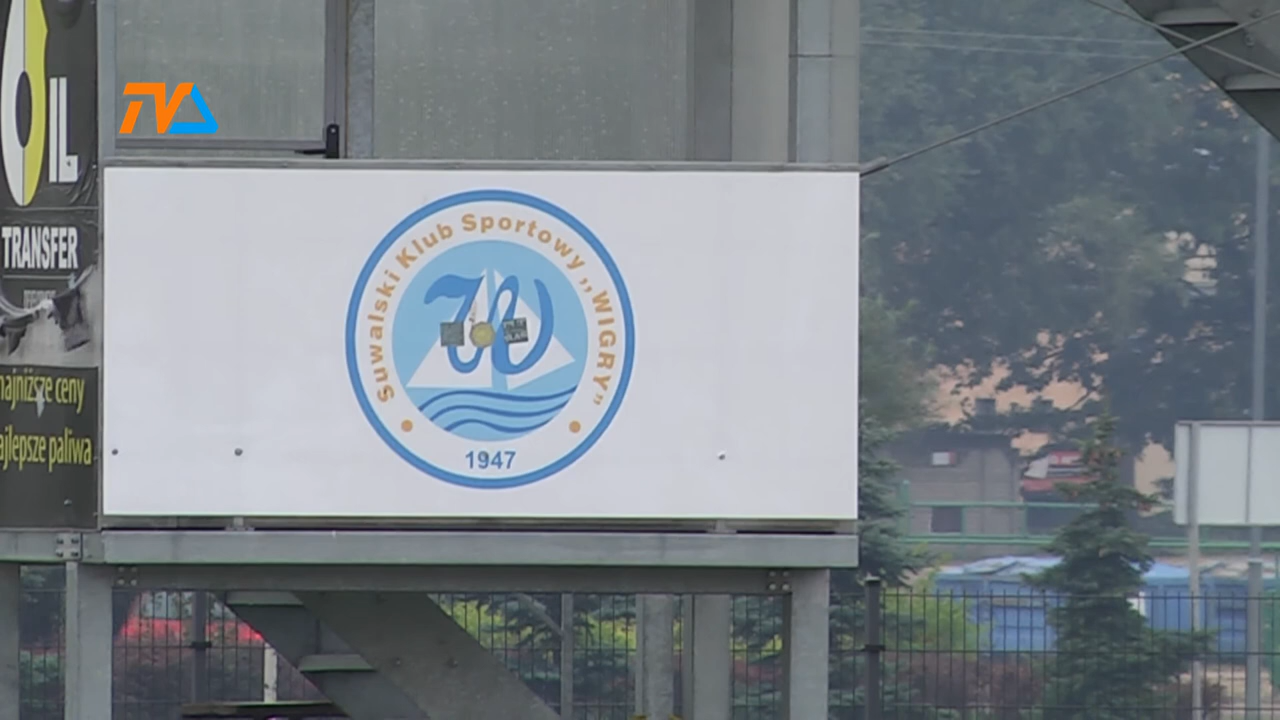 TVS
OIL
TRANSFER
najniższe ceny
najlepsze paliwa
Suwalski Klub Sportowy „WIGRY”
W
1947